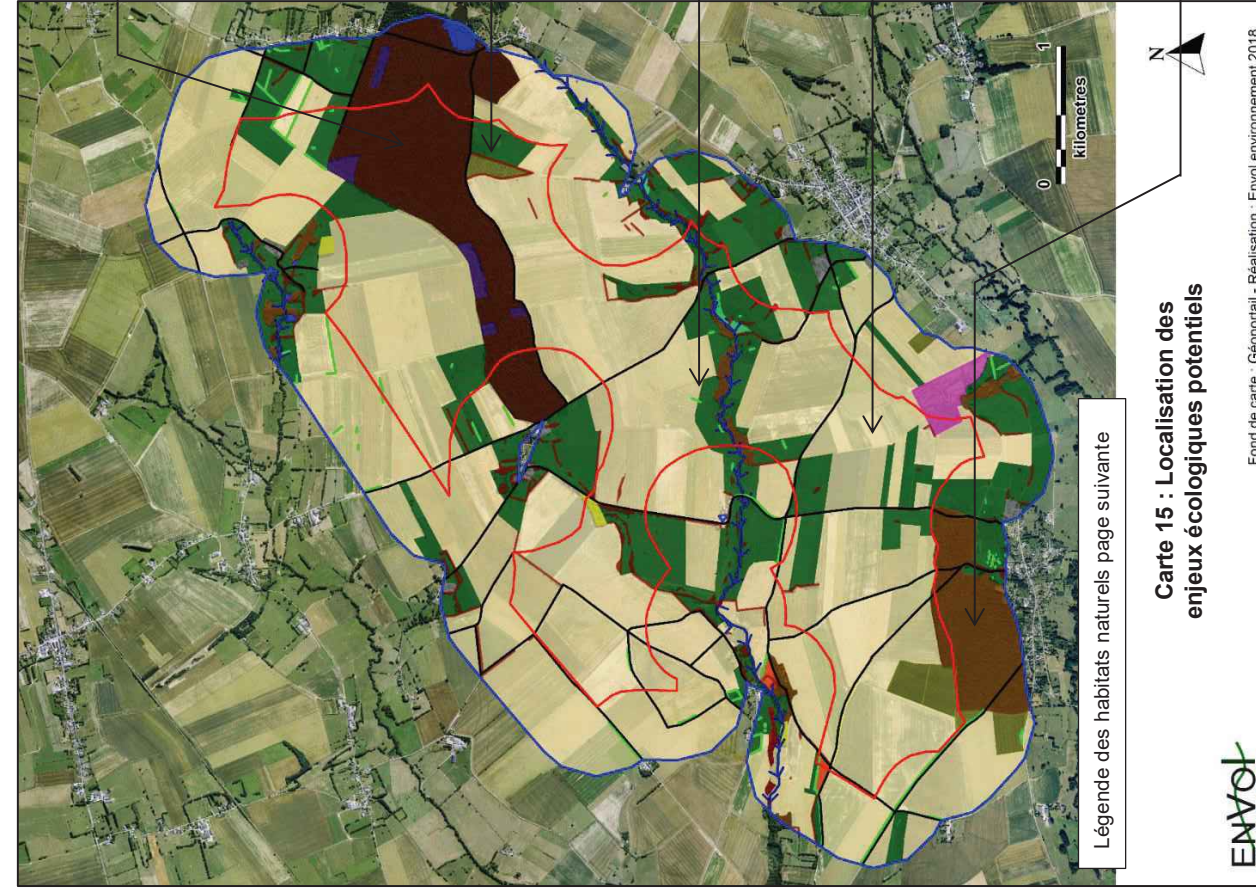 Légende des habitats naturels page suivante
N
0
1
kilometres
Carte 15 : Localisation des
enjeux écologiques potentiels
ENVOL
Fond de carte : Géoportail - Réalisation : Envol environnement 2018